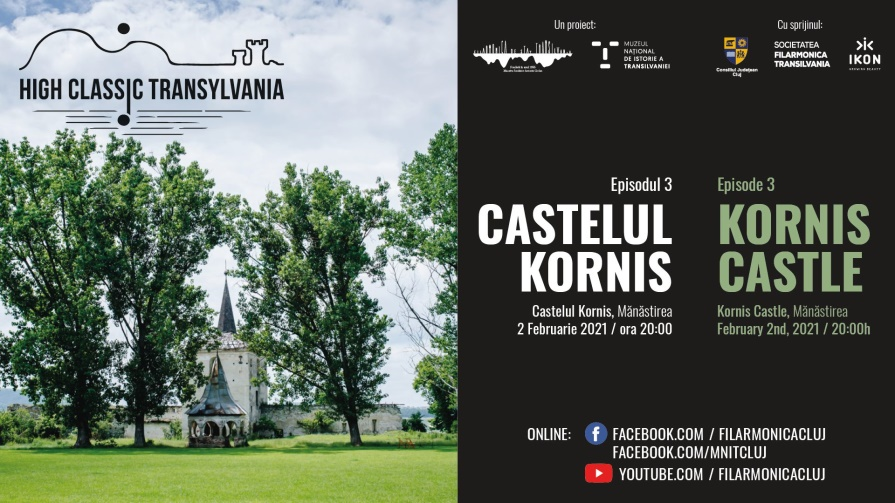 HIGH CLASSIC TRANSYLVANIA
Un proiect:
MUZEUL
NAȚIONAL
DE ISTORIE A
TRANSILVANIEI
Cu sprijinul:
Consiliul Județean
Cluj
SOCIETATEA
FILARMONICA
TRANSILVANIA
IKON
Episodul 3
CASTELUL
KORNIS
Castelul Kornis, Mănăstirea
2 Februarie 2021 / ora 20:00
Episode 3
KORNIS
CASTLE
Kornis Castle, Mănăstirea
February 2nd, 2021 / 20:00h
ONLINE:
FACEBOOK.COM / FILARMONICACLUJ
FACEBOOK.COM/MNITCLUJ
YOUTUBE.COM / FILARMONICACLUJ